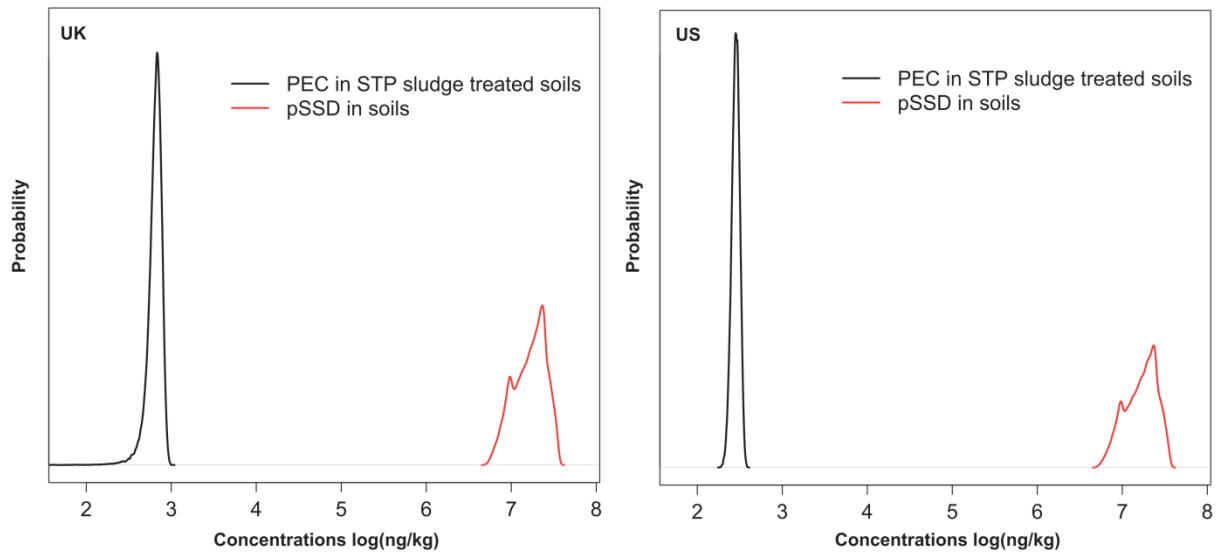 UK
PEC in STP sludge treated soils
pSSD in soils
Probability
2 3 4 5 6 7 8
Concentrations log(ng/kg)
US
PEC in STP sludge treated soils
pSSD in soils
Probability
2 3 4 5 6 7 8
Concentrations log(ng/kg)